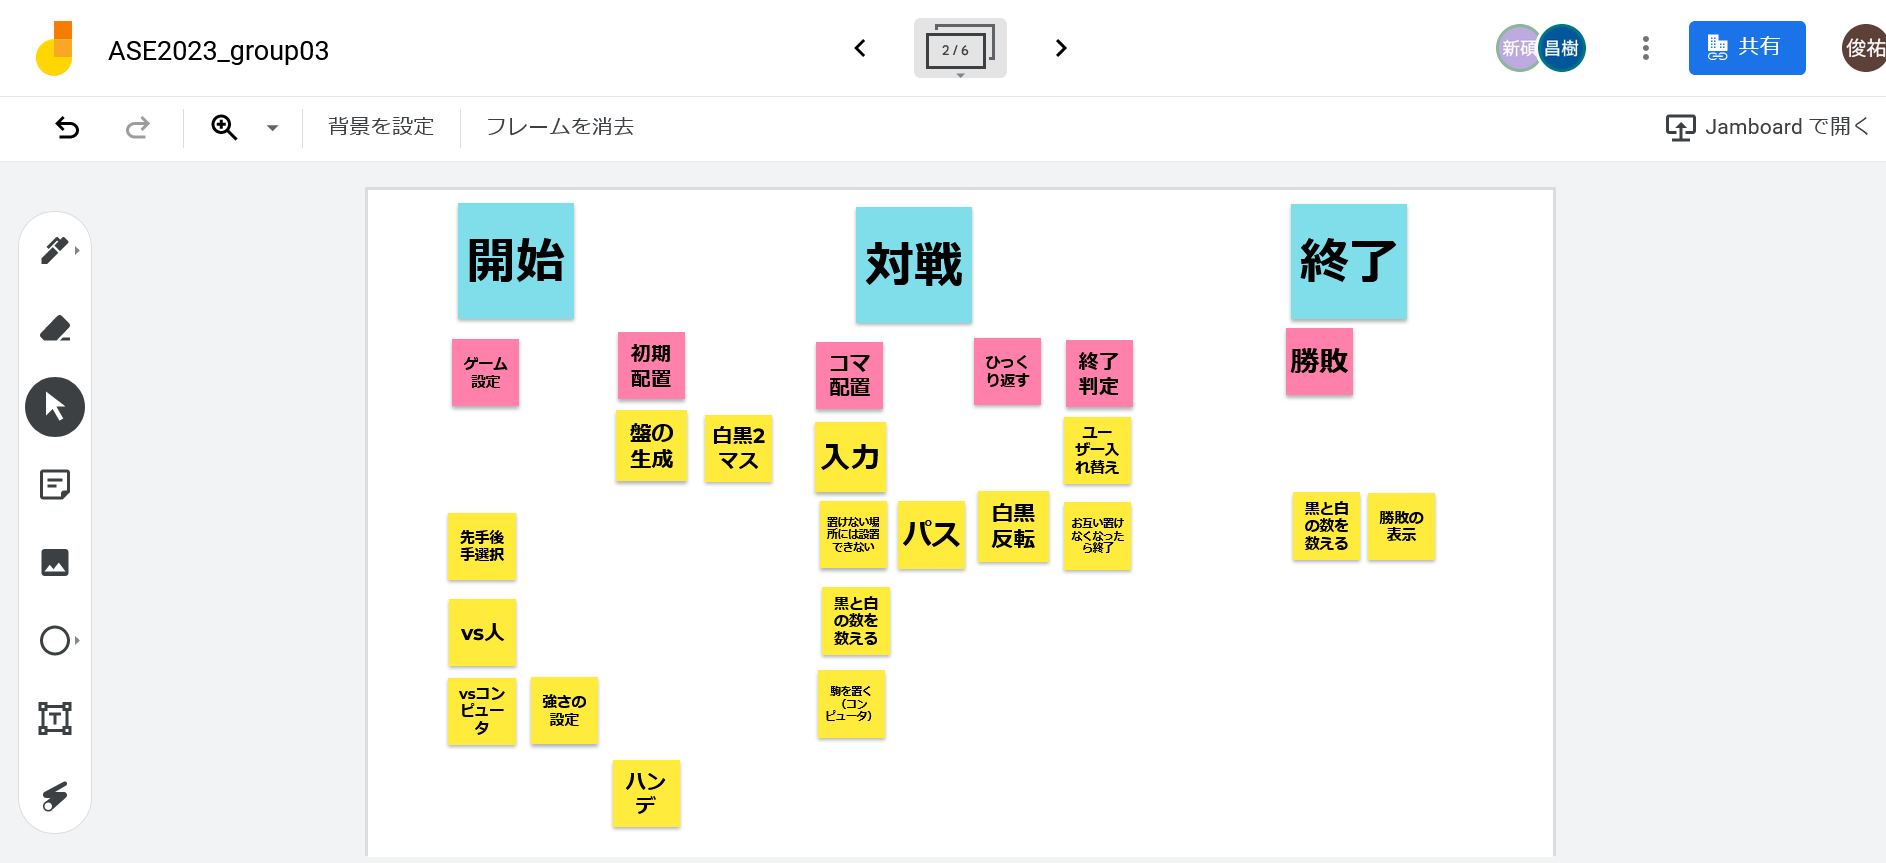 ASE2023_group03
2 / 6
新碩
昌樹
共有
俊祐
背景を設定
フレームを消去
Jamboard で開く
開始
対戦
終了
ゲーム
設定
初期
配置
コマ
配置
ひっく
り返す
終了
判定
勝敗
盤の
生成
白黒2
マス
入力
ユー
ザー入
れ替え
先手後
手選択
置けない場
所には設置
できない
パス
白黒
反転
お互い置け
なくなった
ら終了
黒と白
の数を
数える
勝敗の
表示
vs人
黒と白
の数を
数える
vsコン
ピュー
タ
強さの
設定
駒を置く
（コン
ピュータ）
ハン
デ